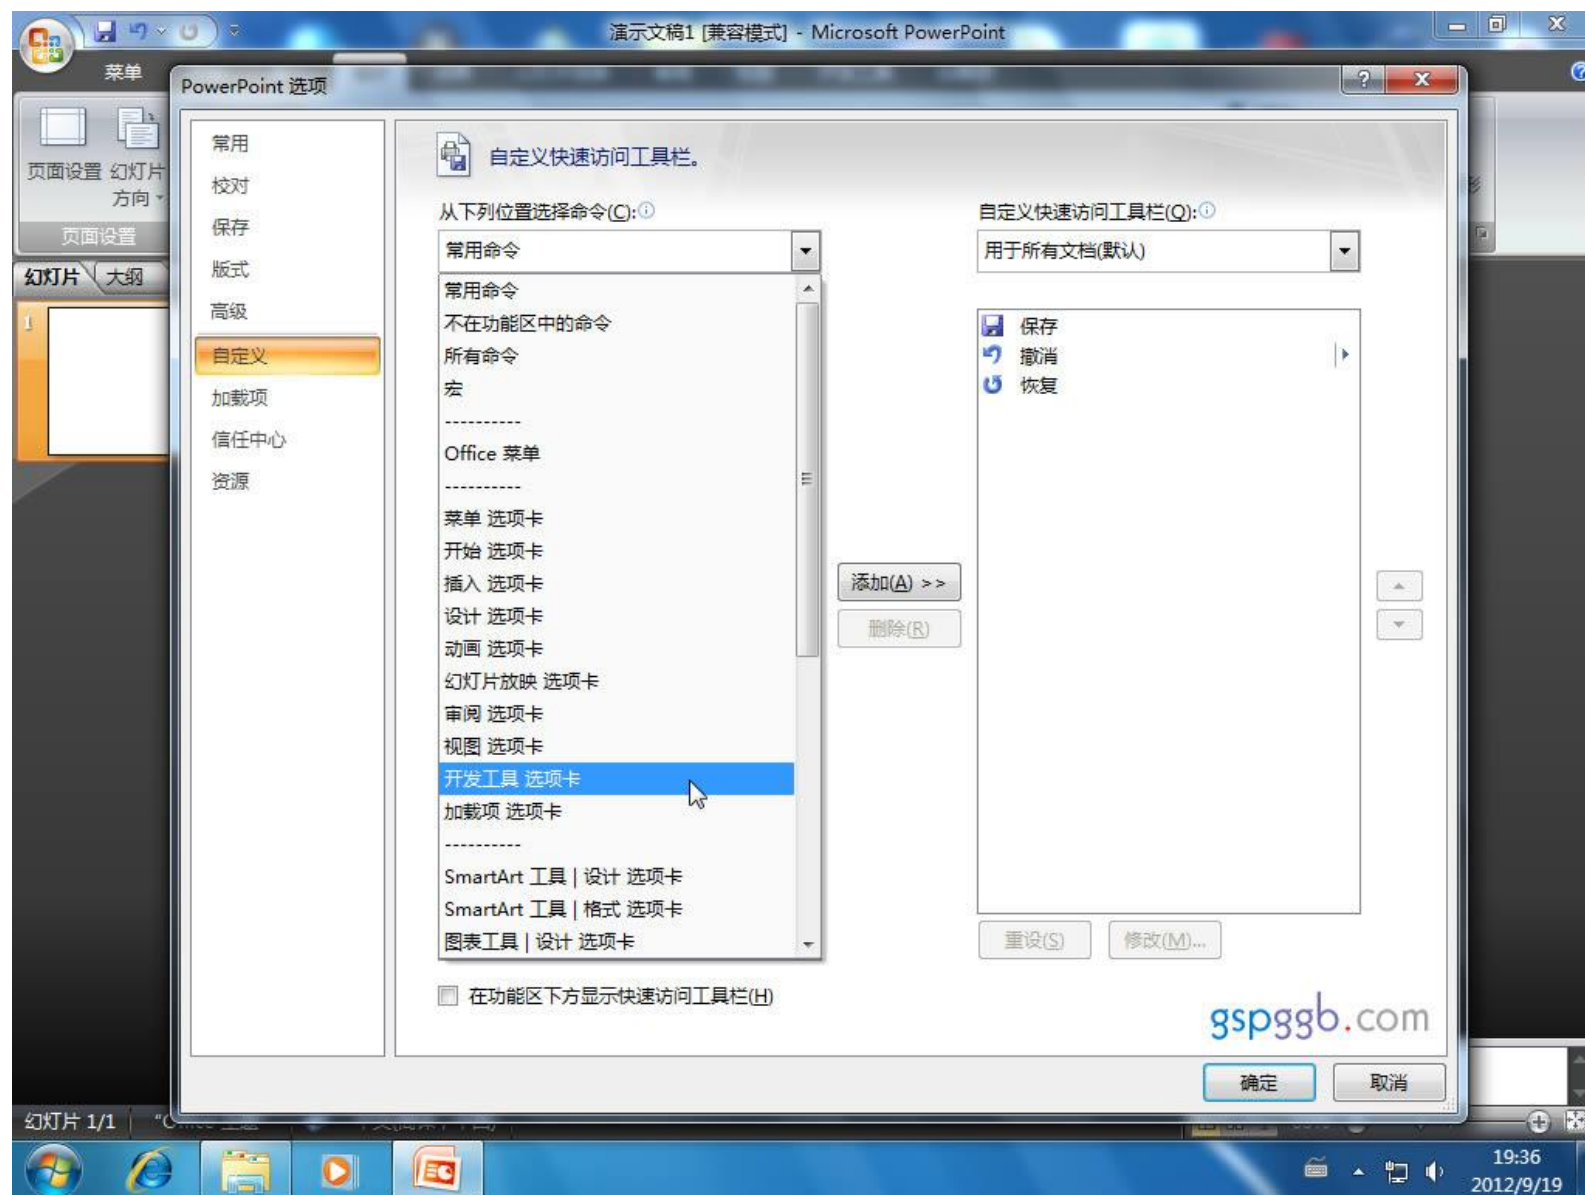 演示文稿1 [兼容模式] - Microsoft PowerPoint
菜单
PowerPoint 选项
页面设置 幻灯片
方向
页面设置
幻灯片 大纲
1
常用
校对
保存
版式
高级
自定义
加载项
信任中心
资源
自定义快速访问工具栏。
从下列位置选择命令(C):
常用命令
常用命令
不在功能区中的命令
所有命令
宏
----------
Office 菜单
----------
菜单 选项卡
开始 选项卡
插入 选项卡
设计 选项卡
动画 选项卡
幻灯片放映 选项卡
审阅 选项卡
视图 选项卡
开发工具 选项卡
加载项 选项卡
----------
SmartArt 工具 | 设计 选项卡
SmartArt 工具 | 格式 选项卡
图表工具 | 设计 选项卡
在功能区下方显示快速访问工具栏(H)
添加(A) >>
删除(R)
自定义快速访问工具栏(Q):
用于所有文档(默认)
保存
撤消
恢复
重设(S) 修改(M)...
gspggb.com
确定 取消
幻灯片 1/1
19:36
2012/9/19